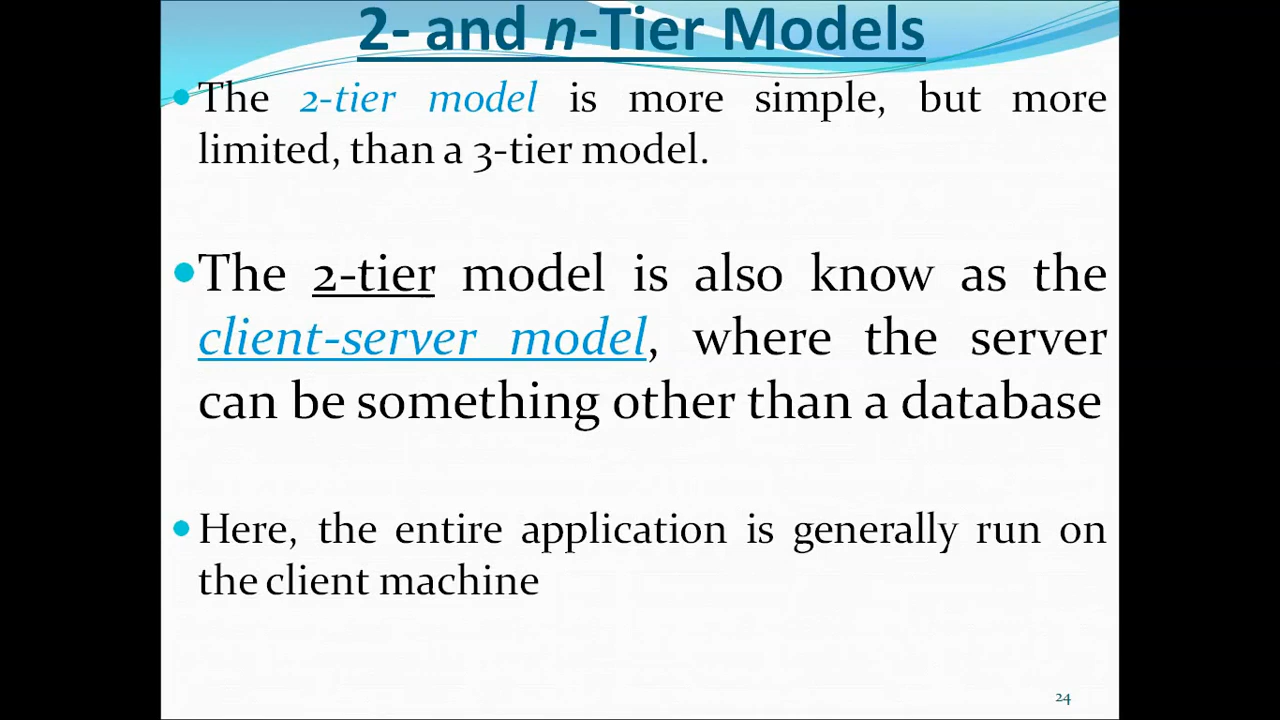 2- and n-Tier Models
The 2-tier model is more simple, but more
limited, than a 3-tier model.
The 2-tier model is also know as the
client-server model, where the server
can be something other than a database
Here, the entire application is generally run on
the client machine
24